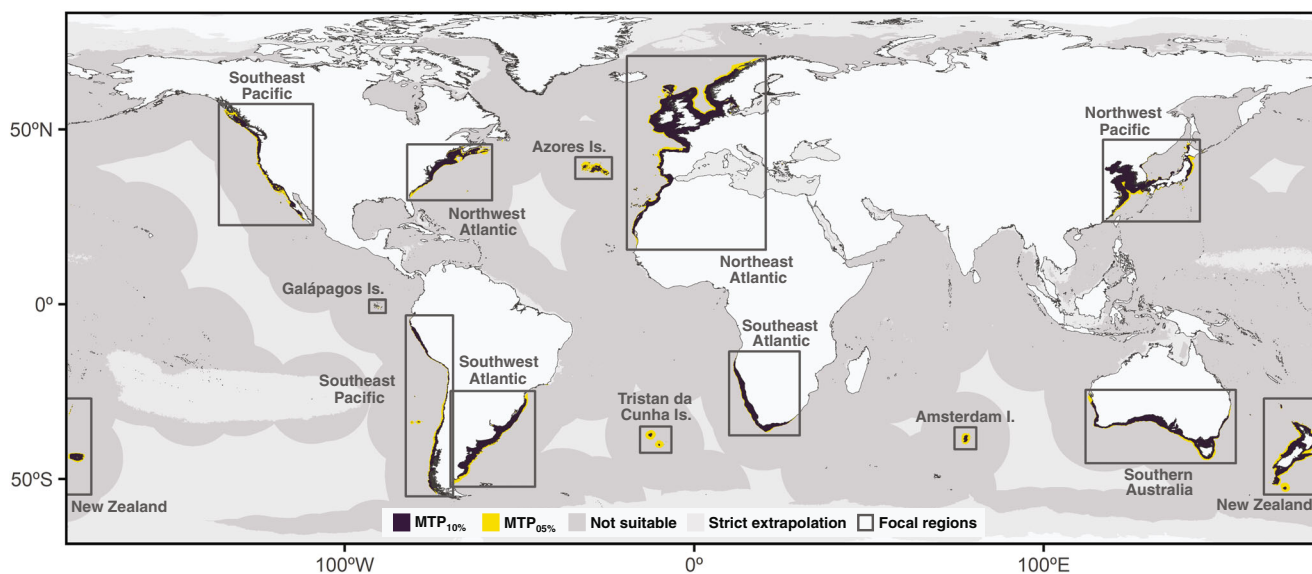 Southeast
Pacific
50ºN
Azores Is.
Northwest
Pacific
Northwest
Atlantic
Northeast
Atlantic
Galápagos Is.
0º
Southeast
Pacific
Southwest
Atlantic
Southeast
Atlantic
Tristan da
Cunha Is.
Amsterdam I.
50ºS
New Zealand
Southern
Australia
New Zealand
MTP10% MTP05% Not suitable Strict extrapolation Focal regions
100ºW 0º 100ºE